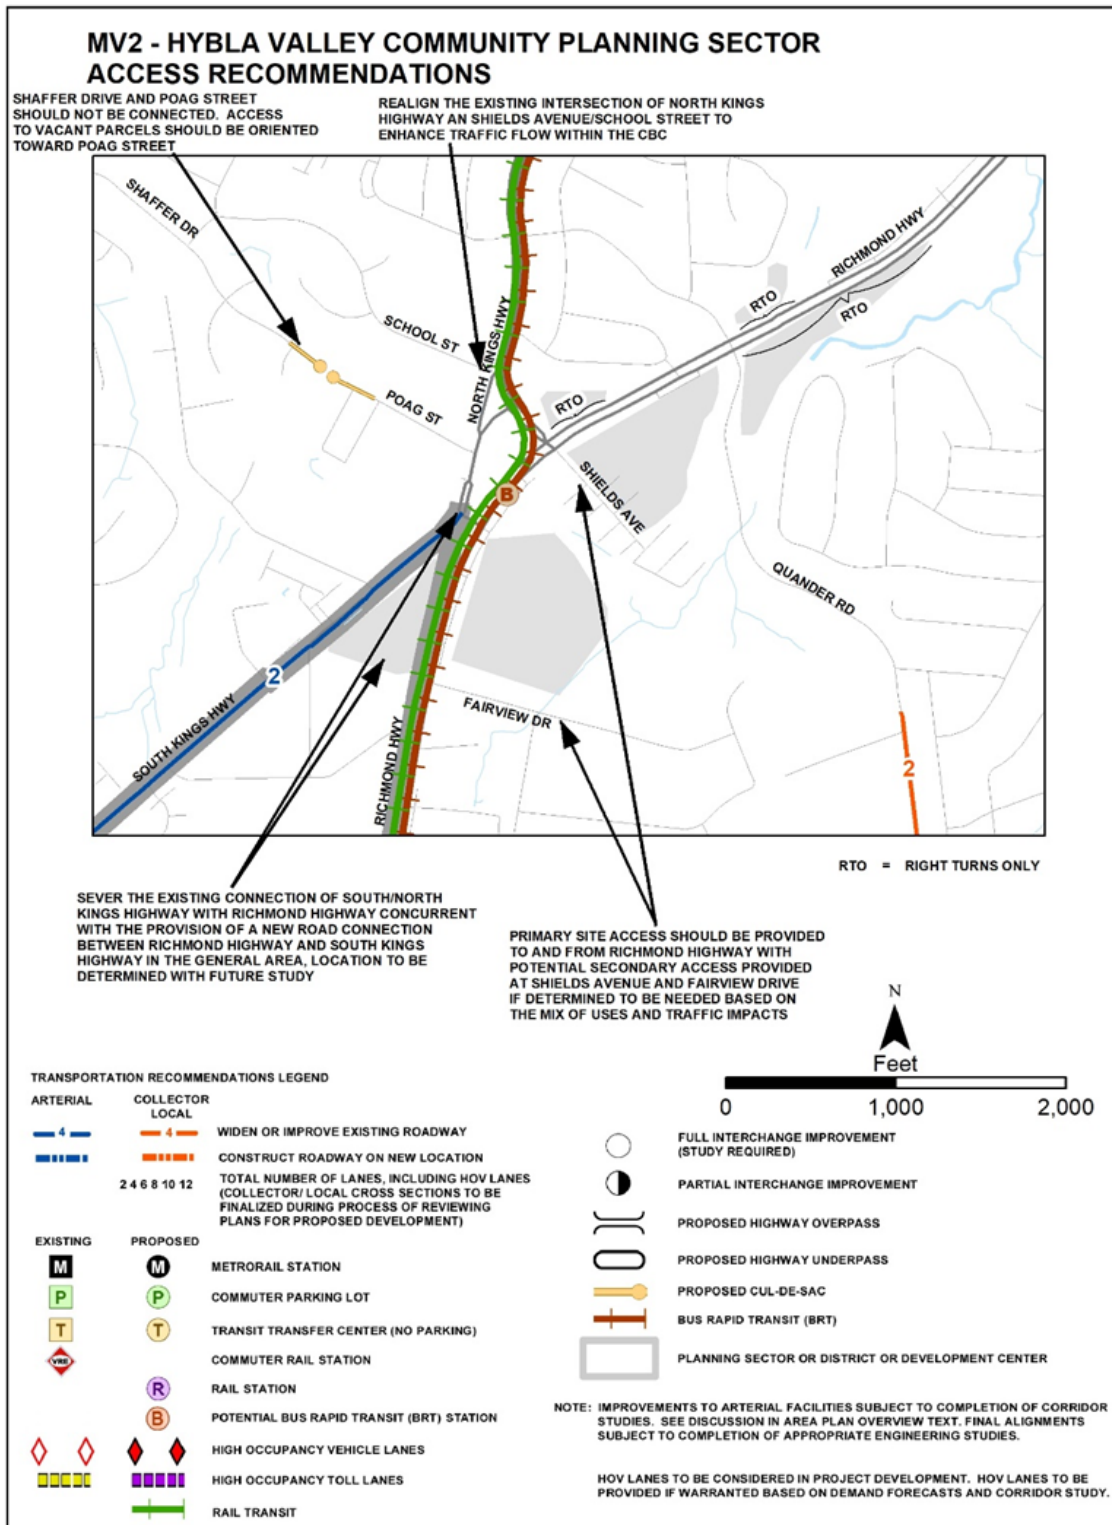 MV2 - HYBLA VALLEY COMMUNITY PLANNING SECTOR
ACCESS RECOMMENDATIONS
SHAFFER DRIVE AND POAG STREET
SHOULD NOT BE CONNECTED. ACCESS
TO VACANT PARCELS SHOULD BE ORIENTED
TOWARD POAG STREET
REALIGN THE EXISTING INTERSECTION OF NORTH KINGS
HIGHWAY AN SHIELDS AVENUE/SCHOOL STREET TO
ENHANCE TRAFFIC FLOW WITHIN THE CBC
SHAFFER DR
SCHOOL ST
POAG ST
NORTH KINGS HWY
RICHMOND HWY
RTO
RTO
RTO
B
SHIELDS AVE
QUANDER RD
2
SOUTH KINGS HWY
FAIRVIEW DR
RICHMOND HWY
2
RTO = RIGHT TURNS ONLY
SEVER THE EXISTING CONNECTION OF SOUTH/NORTH
KINGS HIGHWAY WITH RICHMOND HIGHWAY CONCURRENT
WITH THE PROVISION OF A NEW ROAD CONNECTION
BETWEEN RICHMOND HIGHWAY AND SOUTH KINGS
HIGHWAY IN THE GENERAL AREA, LOCATION TO BE
DETERMINED WITH FUTURE STUDY
PRIMARY SITE ACCESS SHOULD BE PROVIDED
TO AND FROM RICHMOND HIGHWAY WITH
POTENTIAL SECONDARY ACCESS PROVIDED
AT SHIELDS AVENUE AND FAIRVIEW DRIVE
IF DETERMINED TO BE NEEDED BASED ON
THE MIX OF USES AND TRAFFIC IMPACTS
N
Feet
0 1,000 2,000
TRANSPORTATION RECOMMENDATIONS LEGEND
ARTERIAL
COLLECTOR
LOCAL
4 4 WIDEN OR IMPROVE EXISTING ROADWAY
CONSTRUCT ROADWAY ON NEW LOCATION
2 4 6 8 10 12 TOTAL NUMBER OF LANES, INCLUDING HOV LANES
(COLLECTOR/ LOCAL CROSS SECTIONS TO BE
FINALIZED DURING PROCESS OF REVIEWING
PLANS FOR PROPOSED DEVELOPMENT)
EXISTING PROPOSED
M M METRORAIL STATION
P P COMMUTER PARKING LOT
T T TRANSIT TRANSFER CENTER (NO PARKING)
VRE COMMUTER RAIL STATION
R RAIL STATION
B POTENTIAL BUS RAPID TRANSIT (BRT) STATION
HIGH OCCUPANCY VEHICLE LANES
HIGH OCCUPANCY TOLL LANES
RAIL TRANSIT
FULL INTERCHANGE IMPROVEMENT
(STUDY REQUIRED)
PARTIAL INTERCHANGE IMPROVEMENT
PROPOSED HIGHWAY OVERPASS
PROPOSED HIGHWAY UNDERPASS
PROPOSED CUL-DE-SAC
BUS RAPID TRANSIT (BRT)
PLANNING SECTOR OR DISTRICT OR DEVELOPMENT CENTER
NOTE: IMPROVEMENTS TO ARTERIAL FACILITIES SUBJECT TO COMPLETION OF CORRIDOR
STUDIES. SEE DISCUSSION IN AREA PLAN OVERVIEW TEXT. FINAL ALIGNMENTS
SUBJECT TO COMPLETION OF APPROPRIATE ENGINEERING STUDIES.
HOV LANES TO BE CONSIDERED IN PROJECT DEVELOPMENT. HOV LANES TO BE
PROVIDED IF WARRANTED BASED ON DEMAND FORECASTS AND CORRIDOR STUDY.